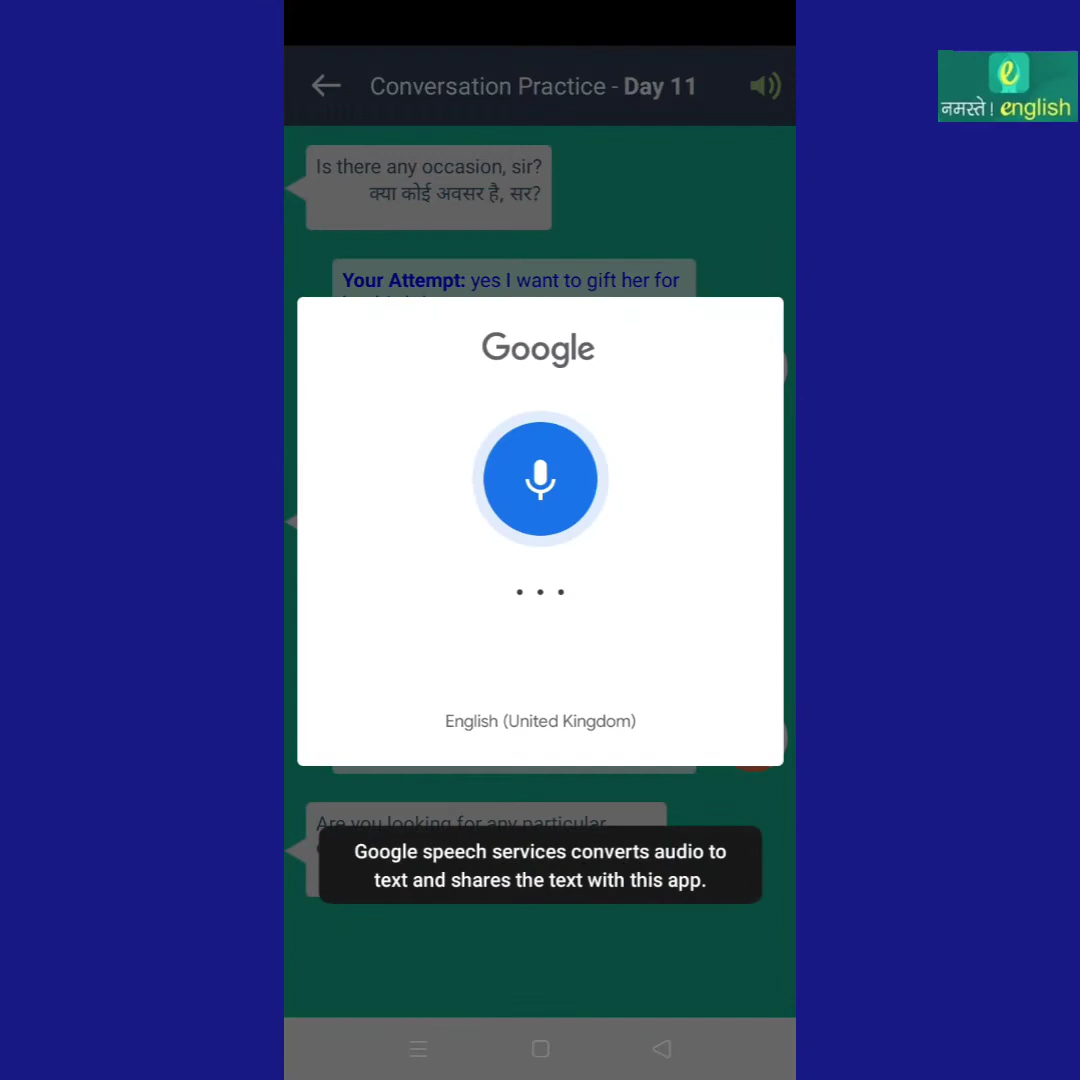 Conversation Practice - Day 11
नमस्ते! english
Is there any occasion, sir?
क्या कोई अवसर है, सर?
Your Attempt: yes I want to gift her for
Google
English (United Kingdom)
Are you looking for any particular
Google speech services converts audio to
text and shares the text with this app.